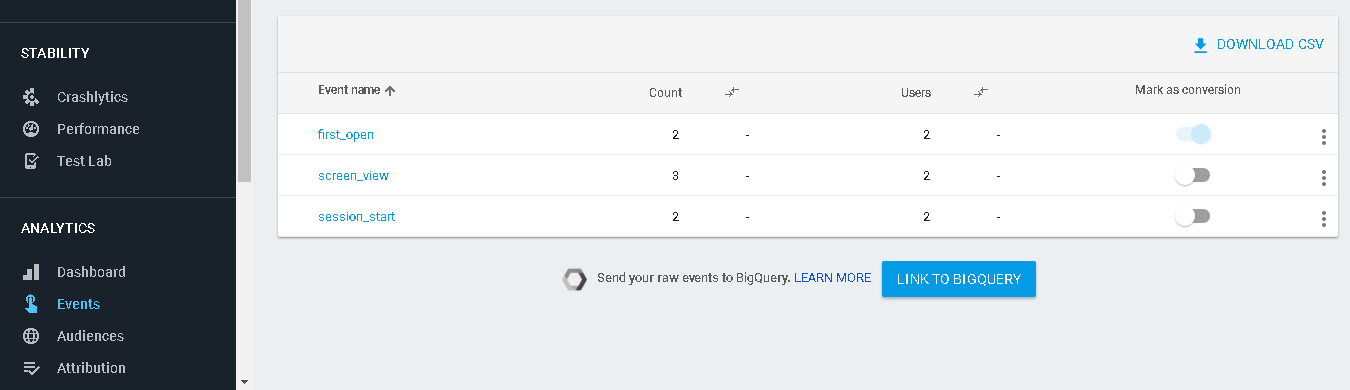 STABILITY
Crashlytics
Performance
Test Lab
ANALYTICS
Dashboard
Events
Audiences
Attribution
DOWNLOAD CSV
Event name Count Users Mark as conversion
first_open 2 - 2 -
screen_view 3 - 2 -
session_start 2 - 2 -
Send your raw events to BigQuery. LEARN MORE LINK TO BIGQUERY